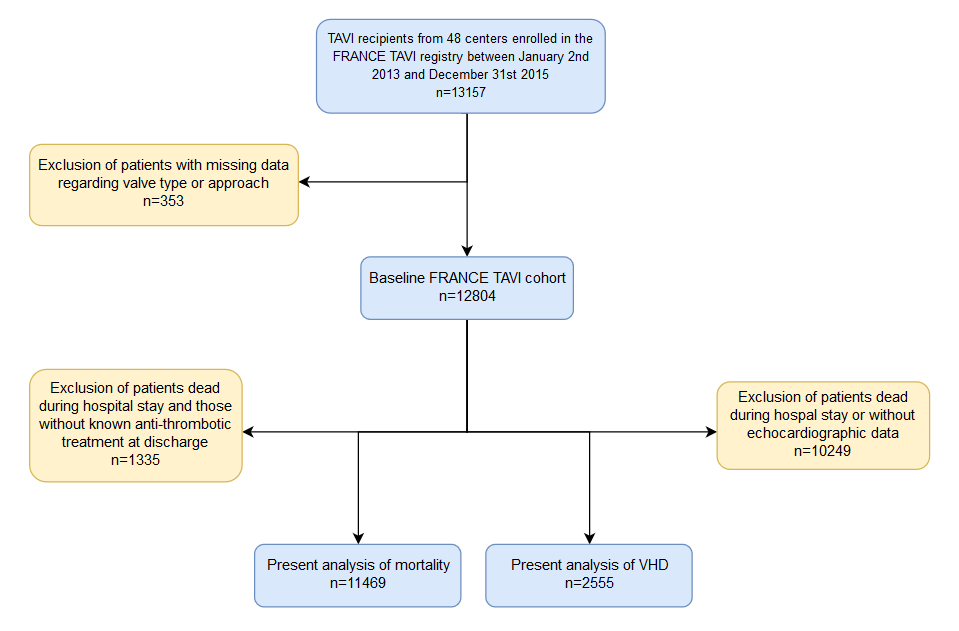 TAVI recipients from 48 centers enrolled in the
FRANCE TAVI registry between January 2nd
2013 and December 31st 2015
n=13157
Exclusion of patients with missing data
regarding valve type or approach
n=353
Baseline FRANCE TAVI cohort
n=12804
Exclusion of patients dead
during hospital stay and those
without known anti-thrombotic
treatment at discharge
n=1335
Exclusion of patients dead
during hospal stay or without
echocardiographic data
n=10249
Present analysis of mortality
n=11469
Present analysis of VHD
n=2555